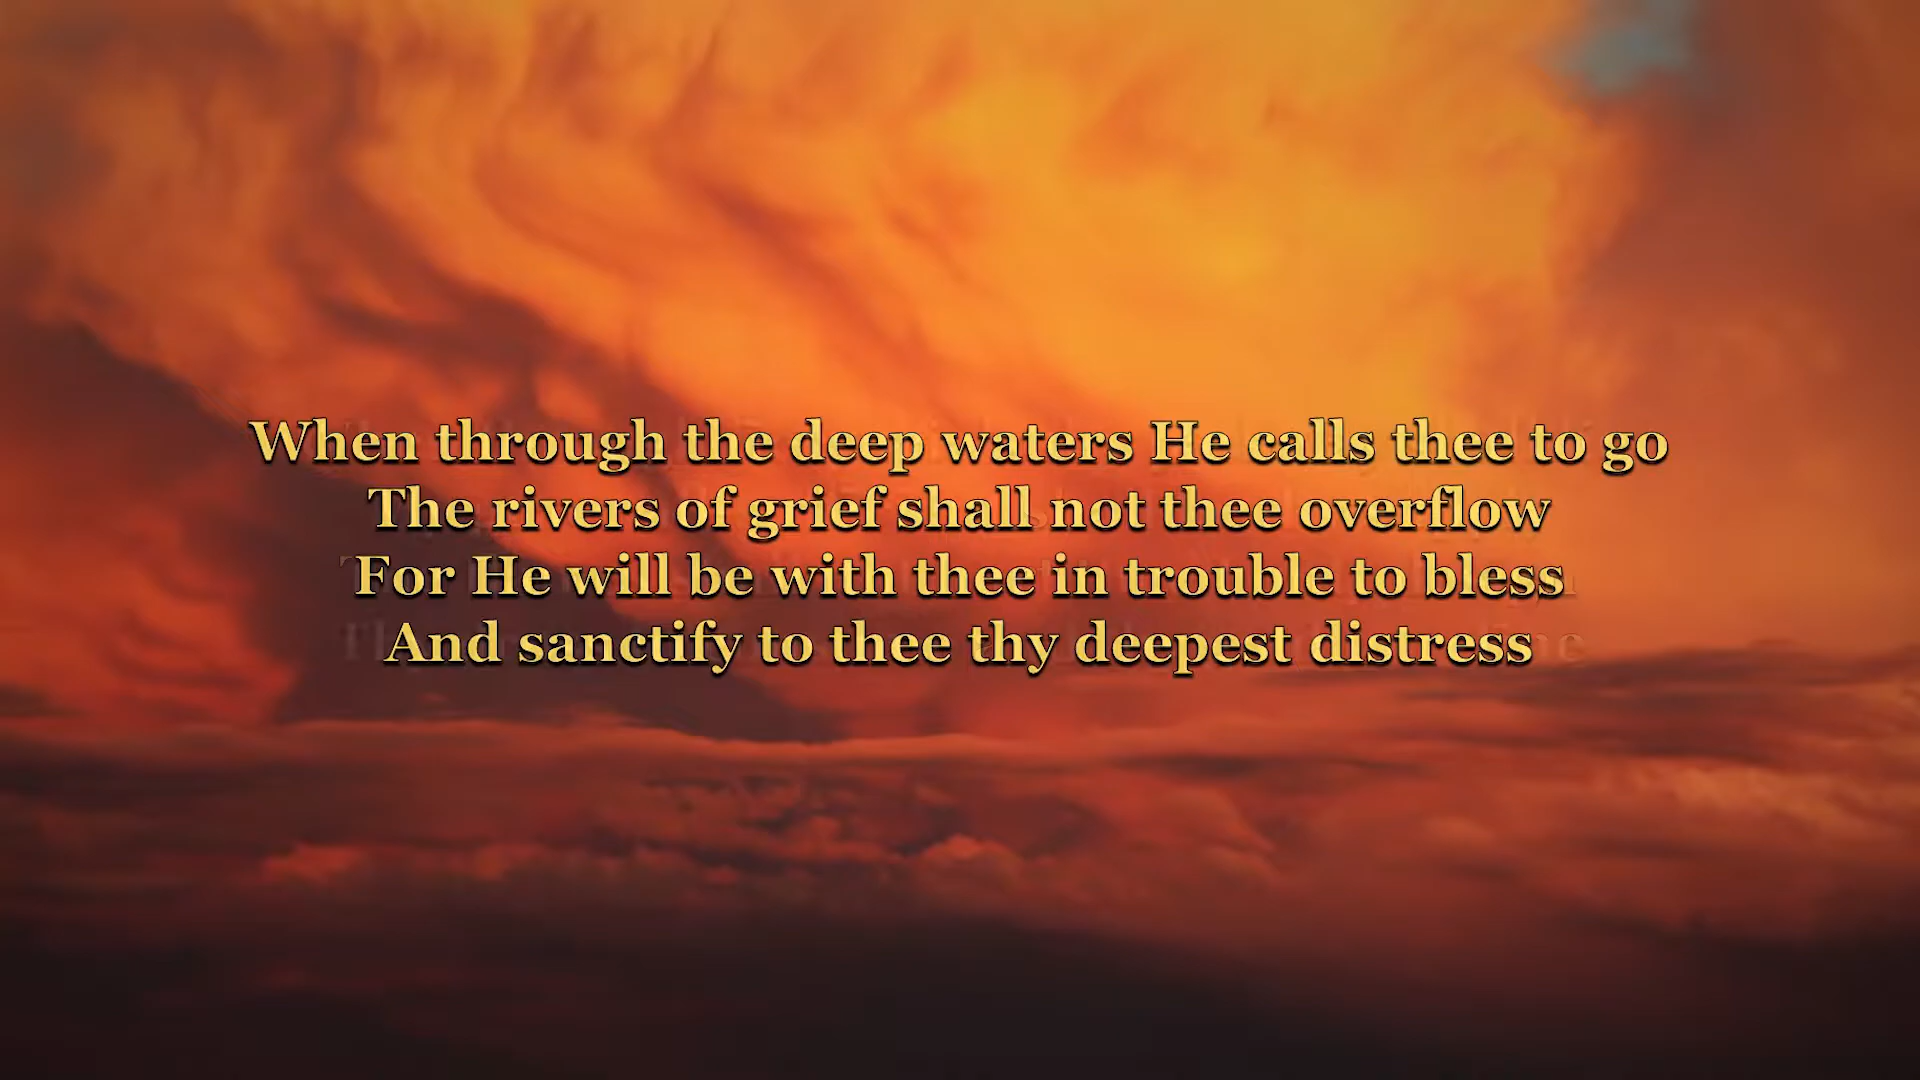 When through the deep waters He calls thee to go
The rivers of grief shall not thee overflow
For He will be with thee in trouble to bless
And sanctify to thee thy deepest distress